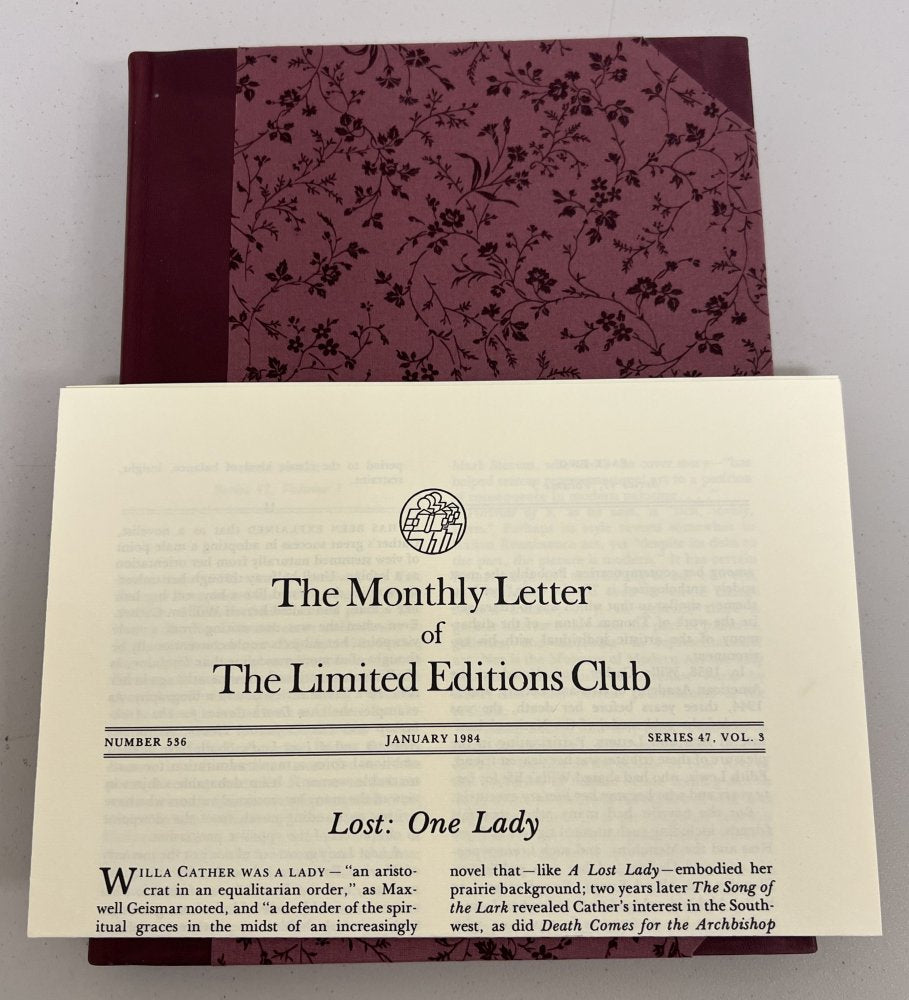 The Monthly Letter
of
The Limited Editions Club
NUMBER 536 JANUARY 1984 SERIES 47, VOL. 3
Lost: One Lady
WILLA CATHER WAS A LADY—“an aristo-
crat in an equalitarian order,” as Max-
well Geismar noted, and “a defender of the spir-
itual graces in the midst of an increasingly
novel that—like A Lost Lady—embodied her
prairie background; two years later The Song of
the Lark revealed Cather's interest in the South-
west, as did Death Comes for the Archbishop